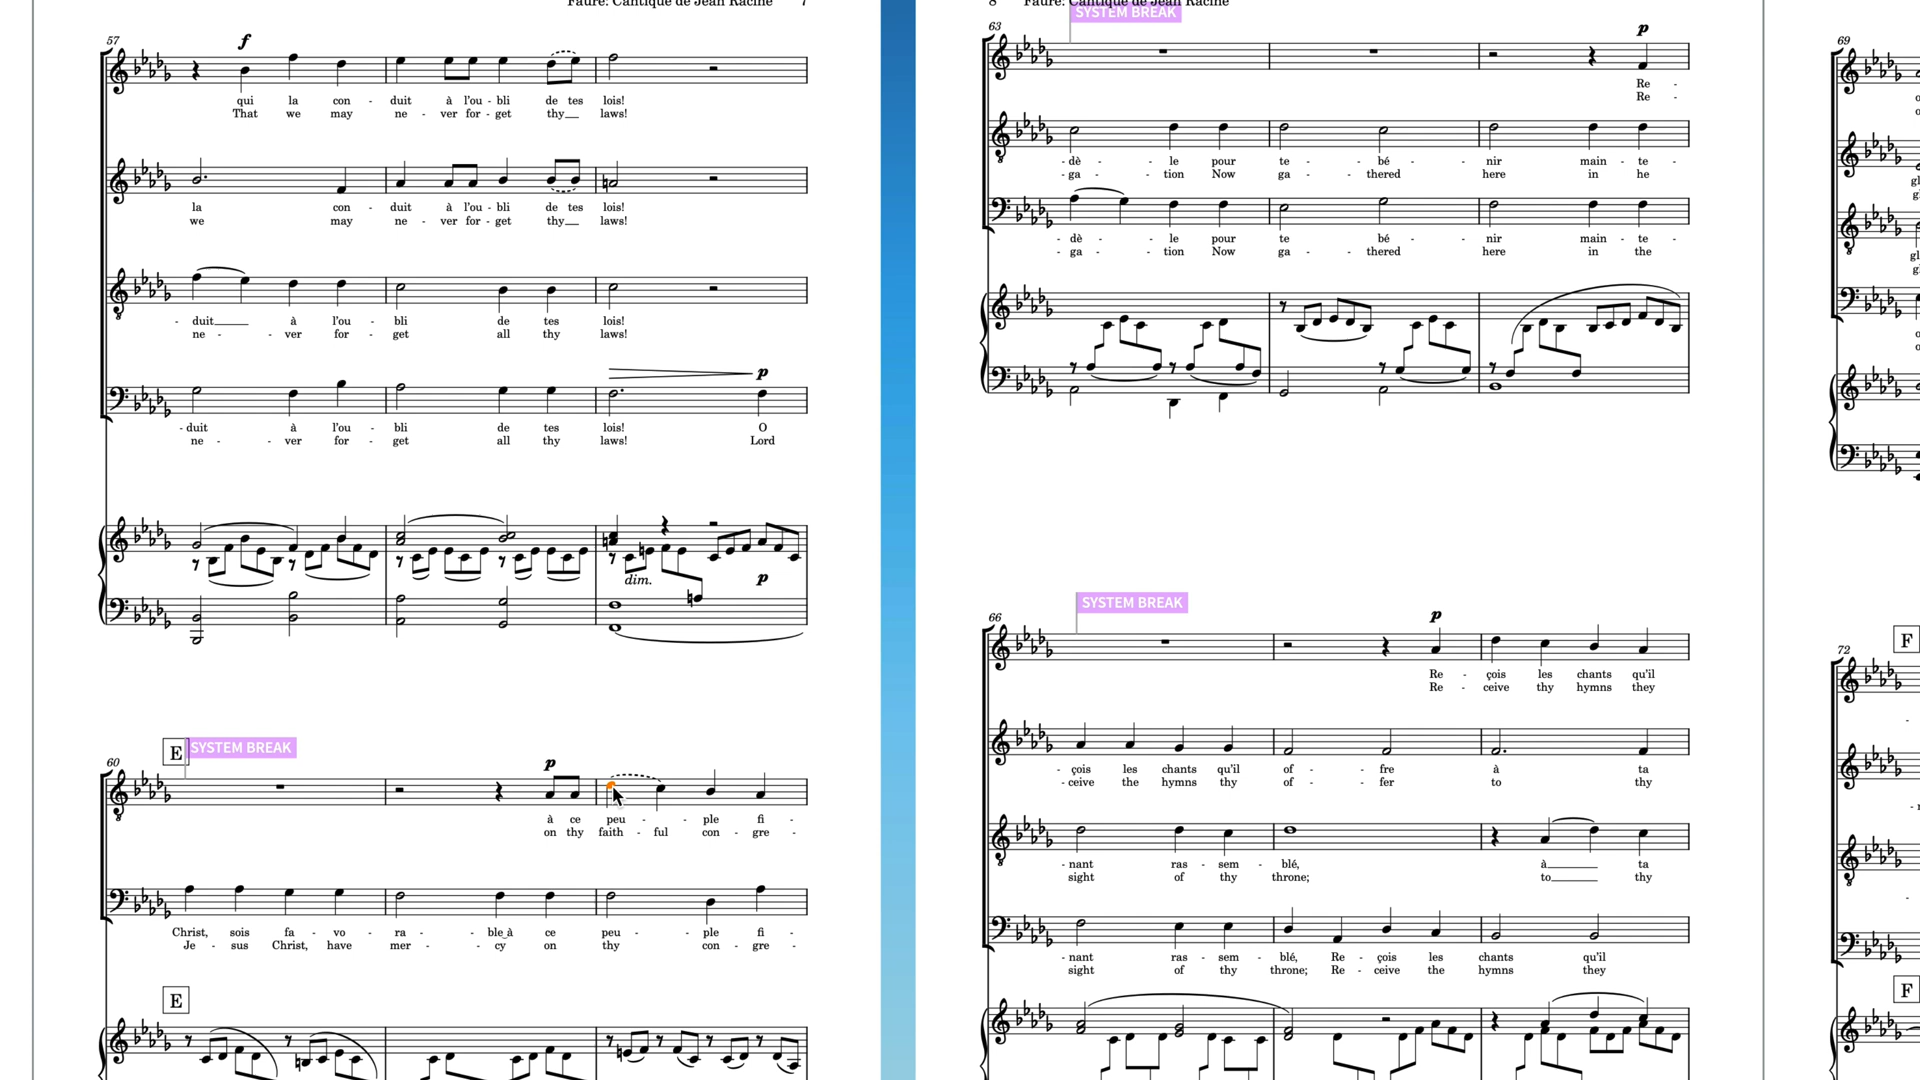 Fauré: Cantique de Jean Racine 7
57
f
qui la con - duit à l'ou - bli de tes lois!
That we may ne - ver for - get thy laws!
la con - duit à l'ou - bli de tes lois!
we may ne - ver for - get thy laws!
- duit à l'ou - bli de tes lois!
ne - ver for - get all thy laws!
p
- duit à l'ou - bli de tes lois! O
ne - ver for - get all thy laws! Lord
dim. p
E SYSTEM BREAK
60
p
à ce peu - ple fi -
on thy faith - ful con - gre -
Christ, sois fa - vo - ra - ble à ce peu - ple fi -
Je - sus Christ, have mer - cy on thy con - gre -
E
8 Fauré: Cantique de Jean Racine
SYSTEM BREAK
63
p
Re -
Re -
- dè - le pour te - bé - nir main - te -
- ga - tion Now ga - thered here in he
- dè - le pour te bé - nir main - te -
- ga - tion Now ga - thered here in the
SYSTEM BREAK
66
p
Re - çois les chants qu'il
Re - ceive thy hymns they
- çois les chants qu'il of - fre à ta
- ceive the hymns thy of - fer to thy
- nant ras - sem - blé, à ta
sight of thy throne; to thy
- nant ras - sem - blé, Re - çois les chants qu'il
sight of thy throne; Re - ceive the hymns they
69
F
72
F